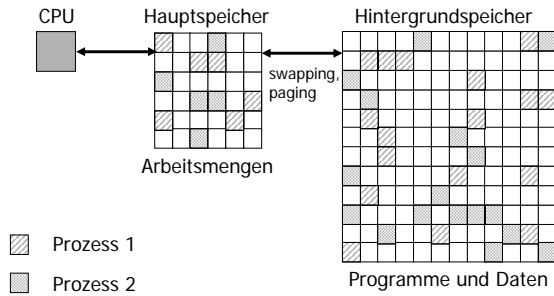 CPU
Hauptspeicher
Hintergrundspeicher
swapping,
paging
Arbeitsmengen
Prozess 1
Prozess 2
Programme und Daten